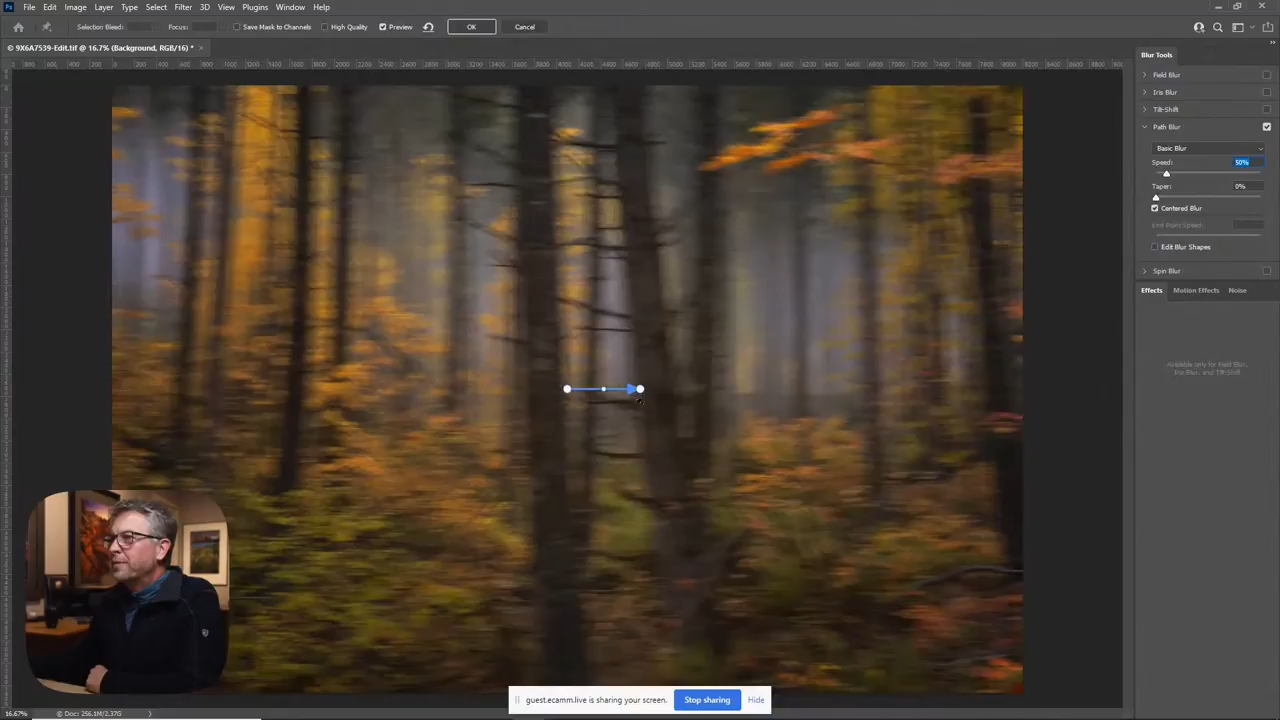 Ps File Edit Image Layer Type Select Filter 3D View Plugins Window Help
Selection Bleed: Focus: Save Mask to Channels High Quality Preview OK Cancel
© 9X6A7539-Edit.tif @ 16.7% (Background, RGB/16) * ×
Blur Tools
Field Blur
Iris Blur
Tilt-Shift
Path Blur
Basic Blur
Speed: 50%
Taper: 0%
Centered Blur
End Point Speed:
Edit Blur Shapes
Spin Blur
Effects Motion Effects Noise
Available only for Field Blur,
Iris Blur, and Tilt-Shift
guest.ecamm.live is sharing your screen. Stop sharing Hide
16.67% Doc: 256.1M/2.37G